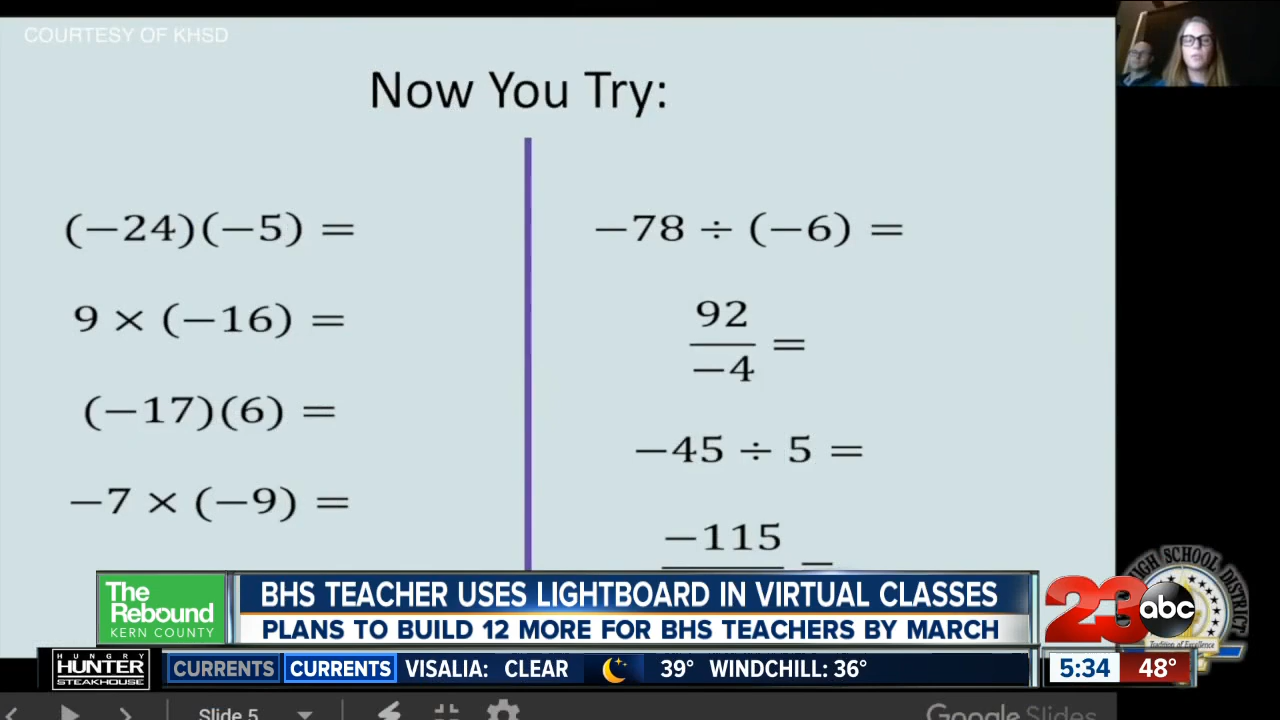 COURTESY OF KHSD
Now You Try:
(−24)(−5) =
9 × (−16) =
(−17)(6) =
−7 × (−9) =
−78 ÷ (−6) =
92
−4 =
−45 ÷ 5 =
−115
The
Rebound
KERN COUNTY
BHS TEACHER USES LIGHTBOARD IN VIRTUAL CLASSES
PLANS TO BUILD 12 MORE FOR BHS TEACHERS BY MARCH
23 abc
HIGH SCHOOL DISTRICT
Tradition of Excellence
HUNGRY
HUNTER
STEAKHOUSE
CURRENTS CURRENTS VISALIA: CLEAR 39° WINDCHILL: 36°
5:34 48°
Slide 5
Google Slides